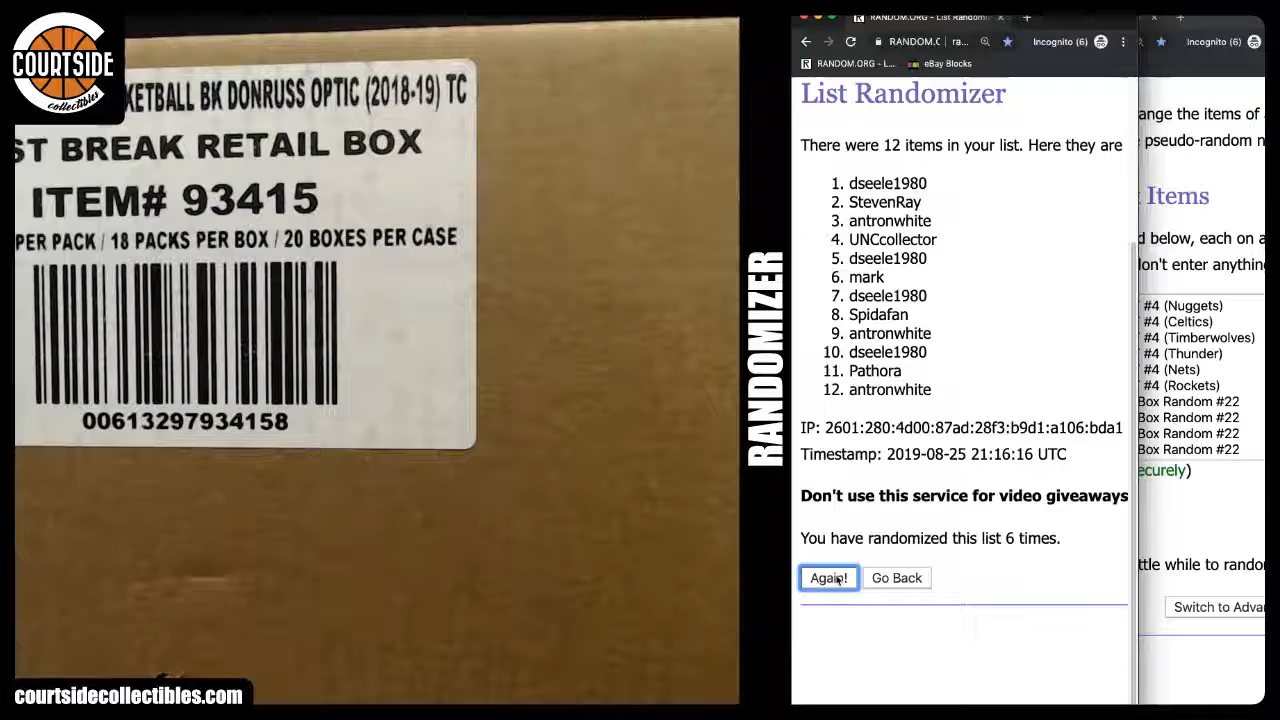 COURTSIDE
collectibles
KETBALL BK DONRUSS OPTIC (2018-19) TC
ST BREAK RETAIL BOX
ITEM# 93415
PER PACK / 18 PACKS PER BOX / 20 BOXES PER CASE
00613297934158
courtsidecollectibles.com
RANDOMIZER
RANDOM.ORG - List Random
RANDOM.C ra... Incognito (6)
RANDOM.ORG - L... eBay Blocks
List Randomizer
There were 12 items in your list. Here they are
1. dseele1980
2. StevenRay
3. antronwhite
4. UNCcollector
5. dseele1980
6. mark
7. dseele1980
8. Spidafan
9. antronwhite
10. dseele1980
11. Pathora
12. antronwhite
IP: 2601:280:4d00:87ad:28f3:b9d1:a106:bda1
Timestamp: 2019-08-25 21:16:16 UTC
Don't use this service for video giveaways
You have randomized this list 6 times.
Again! Go Back
Incognito (6)
ange the items of
pseudo-random n
Items
d below, each on a
on't enter anything
#4 (Nuggets)
#4 (Celtics)
#4 (Timberwolves)
#4 (Thunder)
#4 (Nets)
#4 (Rockets)
Box Random #22
Box Random #22
Box Random #22
Box Random #22
ecurely)
ttle while to rando
Switch to Adva